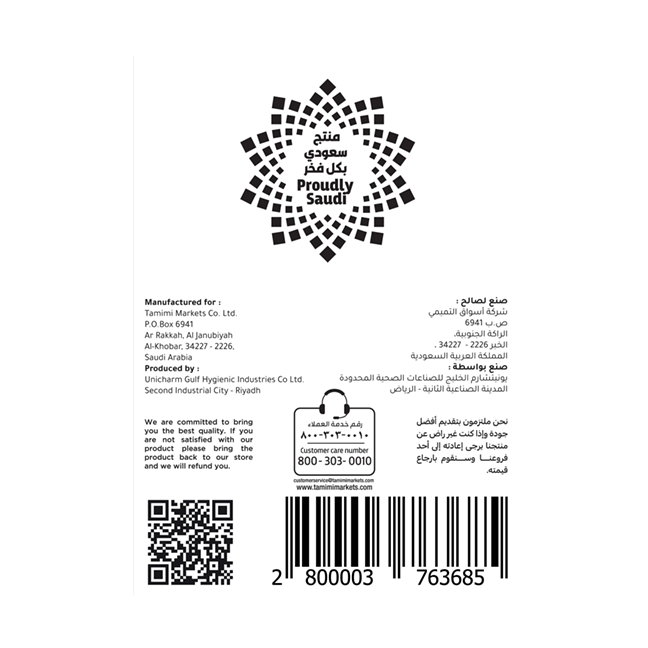 منتج
سعودي
بكل فخر
Proudly
Saudi
Manufactured for :
Tamimi Markets Co. Ltd.
P.O.Box 6941
Ar Rakkah, Al Janubiyah
Al-Khobar, 34227 - 2226,
Saudi Arabia
Produced by :
Unicharm Gulf Hygienic Industries Co Ltd.
Second Industrial City - Riyadh
صنع لصالح :
شركة أسواق التميمي
ص.ب 6941
الراكة الجنوبية،
الخبر 2226 - 34227 .
المملكة العربية السعودية
صنع بواسطة :
يونيتشارم الخليج للصناعات الصحية المحدودة
المدينة الصناعية الثانية - الرياض
We are committed to bring
you the best quality. If you
are not satisfied with our
product please bring the
product back to our store
and we will refund you.
رقم خدمة العملاء
٨٠٠-٣٠٣-٠٠١٠
Customer care number
800 - 303- 0010
customerservice@tamimimarkets.com
www.tamimimarkets.com
نحن ملتزمون بتقديم أفضل
جودة وإذا كنت غير راض عن
منتجنا يرجى إعادته إلى أحد
فروعنا وسنقوم بارجاع
قيمته.
2 800003 763685